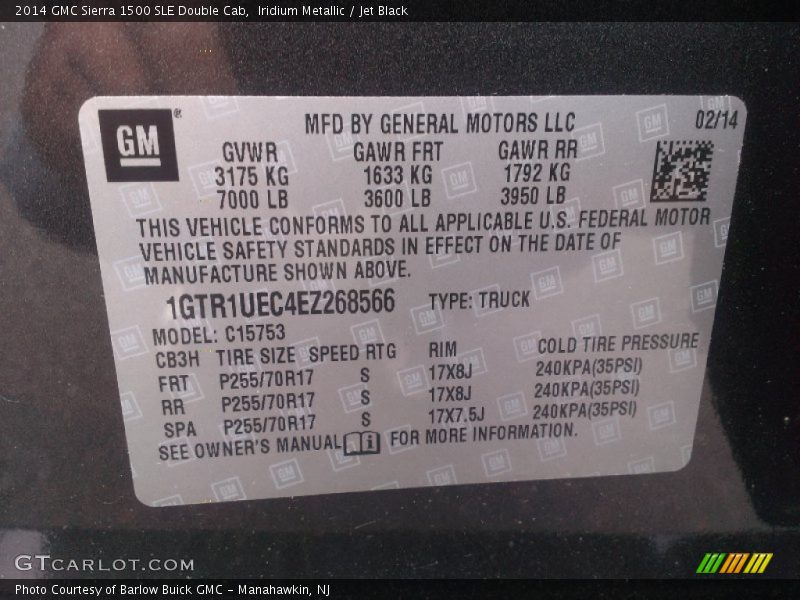 2014 GMC Sierra 1500 SLE Double Cab, Iridium Metallic / Jet Black
GM®
MFD BY GENERAL MOTORS LLC 02/14
GVWR GAWR FRT GAWR RR
3175 KG 1633 KG 1792 KG
7000 LB 3600 LB 3950 LB
THIS VEHICLE CONFORMS TO ALL APPLICABLE U.S. FEDERAL MOTOR
VEHICLE SAFETY STANDARDS IN EFFECT ON THE DATE OF
MANUFACTURE SHOWN ABOVE.
1GTR1UEC4EZ268566 TYPE: TRUCK
MODEL: C15753
CB3H TIRE SIZE SPEED RTG RIM COLD TIRE PRESSURE
FRT P255/70R17 S 17X8J 240KPA(35PSI)
RR P255/70R17 S 17X8J 240KPA(35PSI)
SPA P255/70R17 S 17X7.5J 240KPA(35PSI)
SEE OWNER'S MANUAL i FOR MORE INFORMATION.
GTCARLOT.COM
Photo Courtesy of Barlow Buick GMC - Manahawkin, NJ